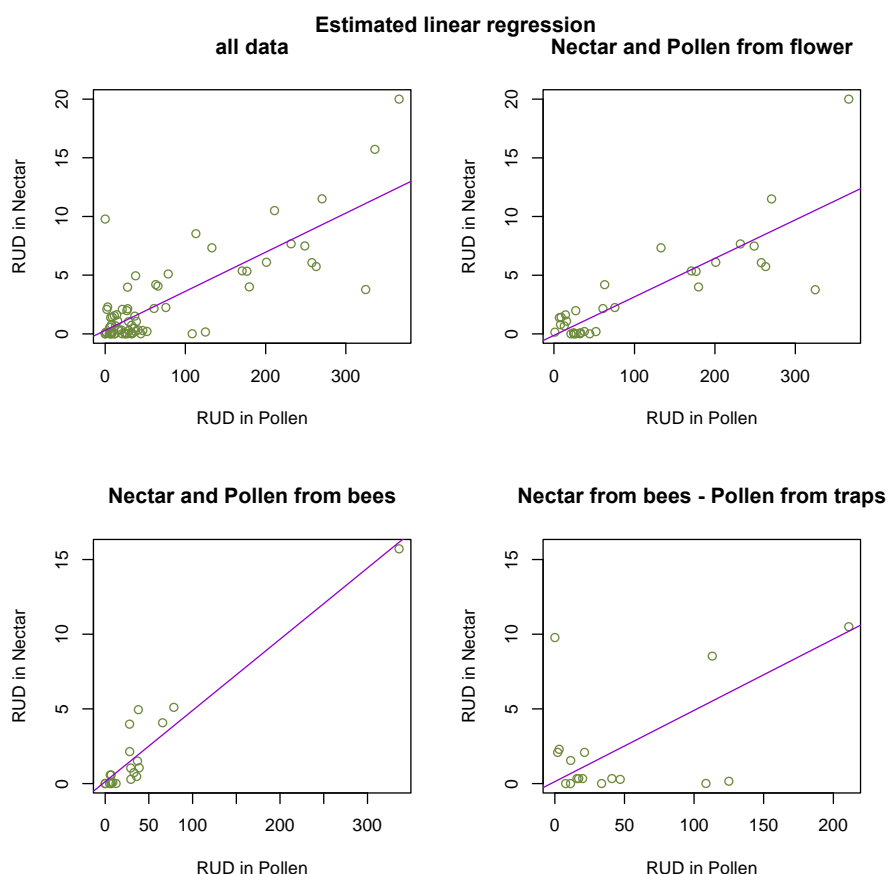 Estimated linear regression
all data
Nectar and Pollen from flower
RUD in Nectar
0 5 10 15 20
0 100 200 300
RUD in Pollen
RUD in Nectar
0 5 10 15 20
0 100 200 300
RUD in Pollen
Nectar and Pollen from bees
Nectar from bees - Pollen from traps
RUD in Nectar
0 5 10 15
0 50 150 300
RUD in Pollen
RUD in Nectar
0 5 10 15
0 50 100 150 200
RUD in Pollen